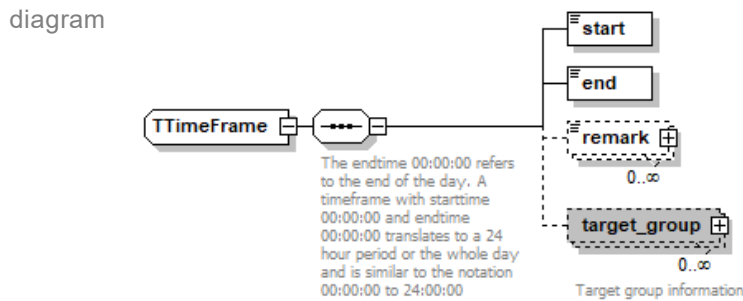 diagram
start
end
TTimeFrame
remark
0..∞
The endtime 00:00:00 refers
to the end of the day. A
timeframe with starttime
00:00:00 and endtime
00:00:00 translates to a 24
hour period or the whole day
and is similar to the notation
00:00:00 to 24:00:00
target_group
0..∞
Target group information